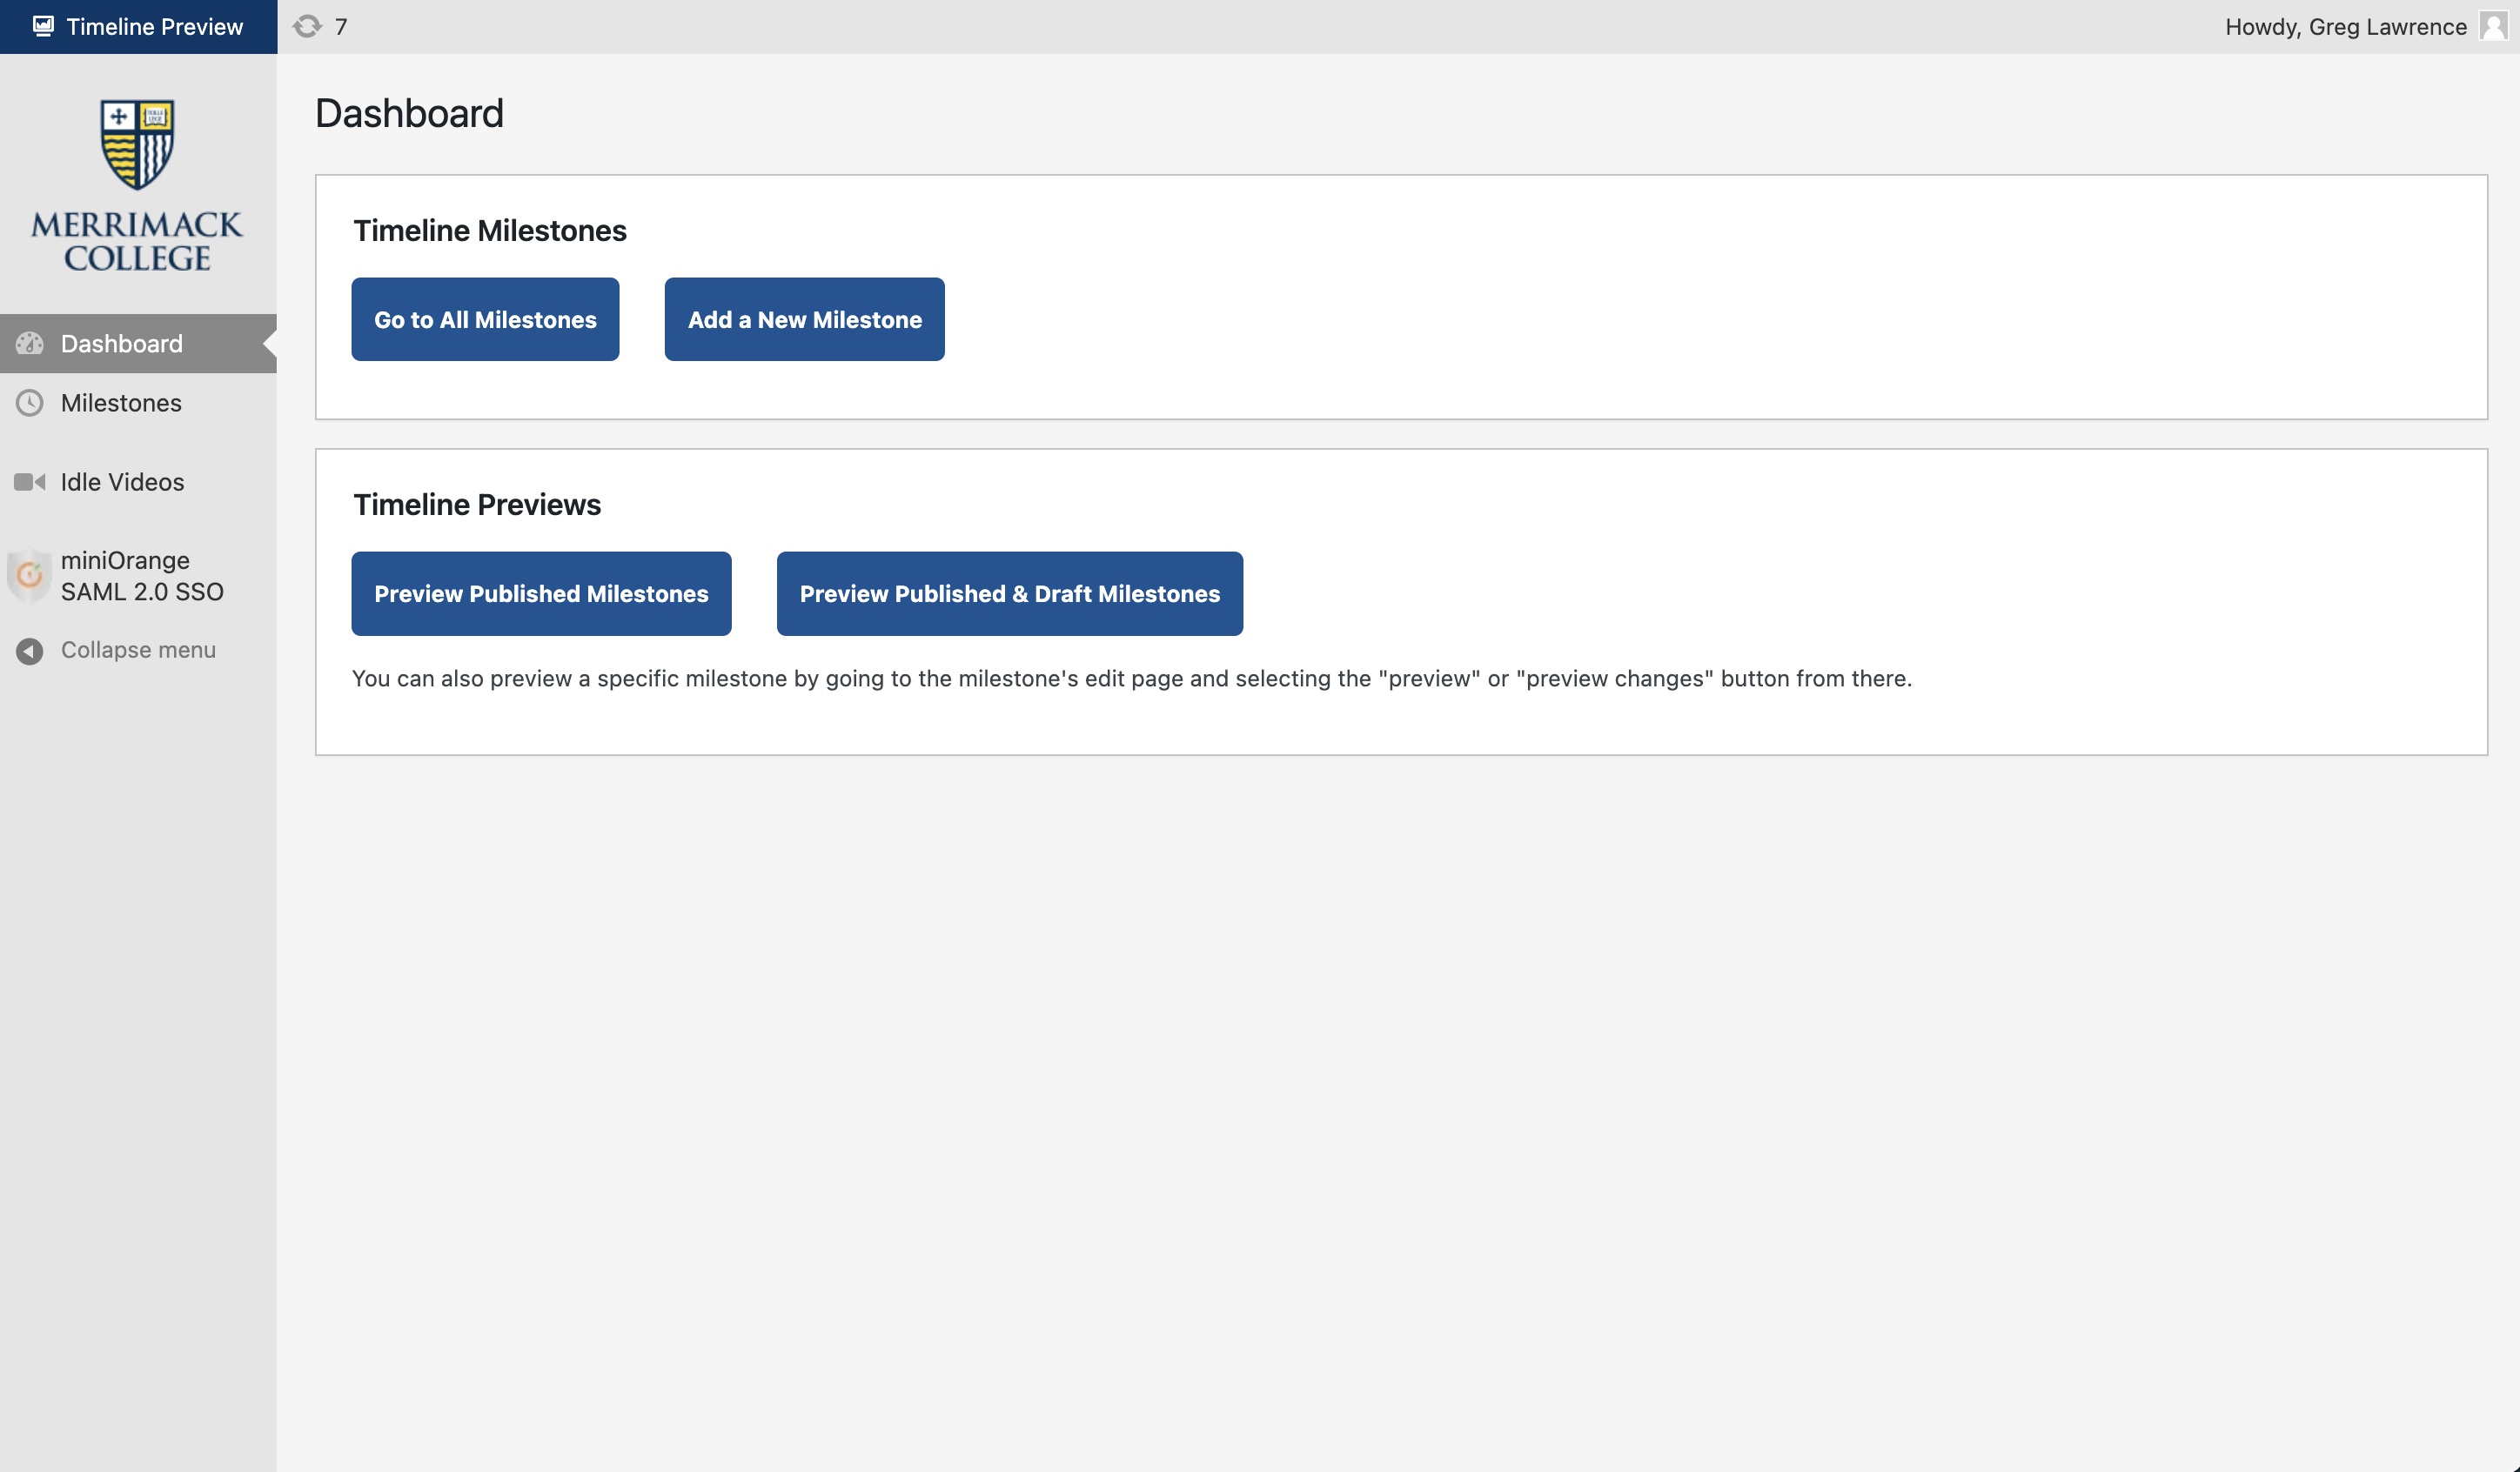 Timeline Preview
7
Howdy, Greg Lawrence
MERRIMACK
COLLEGE
Dashboard
Milestones
Idle Videos
miniOrange
SAML 2.0 SSO
Collapse menu
Dashboard
Timeline Milestones
Go to All Milestones
Add a New Milestone
Timeline Previews
Preview Published Milestones
Preview Published & Draft Milestones
You can also preview a specific milestone by going to the milestone's edit page and selecting the "preview" or "preview changes" button from there.